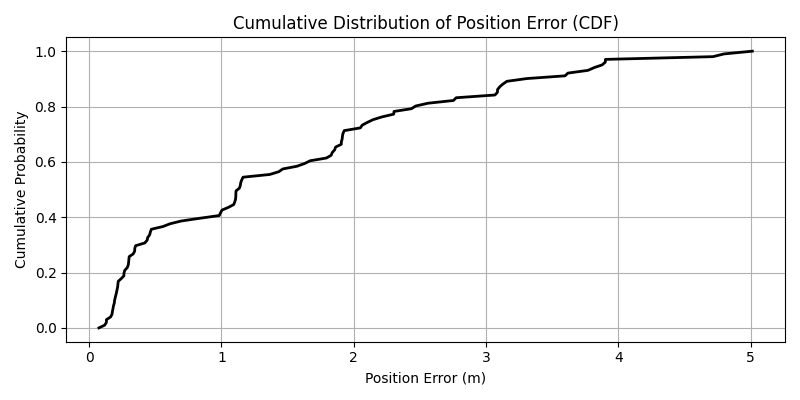 Cumulative Distribution of Position Error (CDF)
Cumulative Probability
1.0
0.8
0.6
0.4
0.2
0.0
0 1 2 3 4 5
Position Error (m)